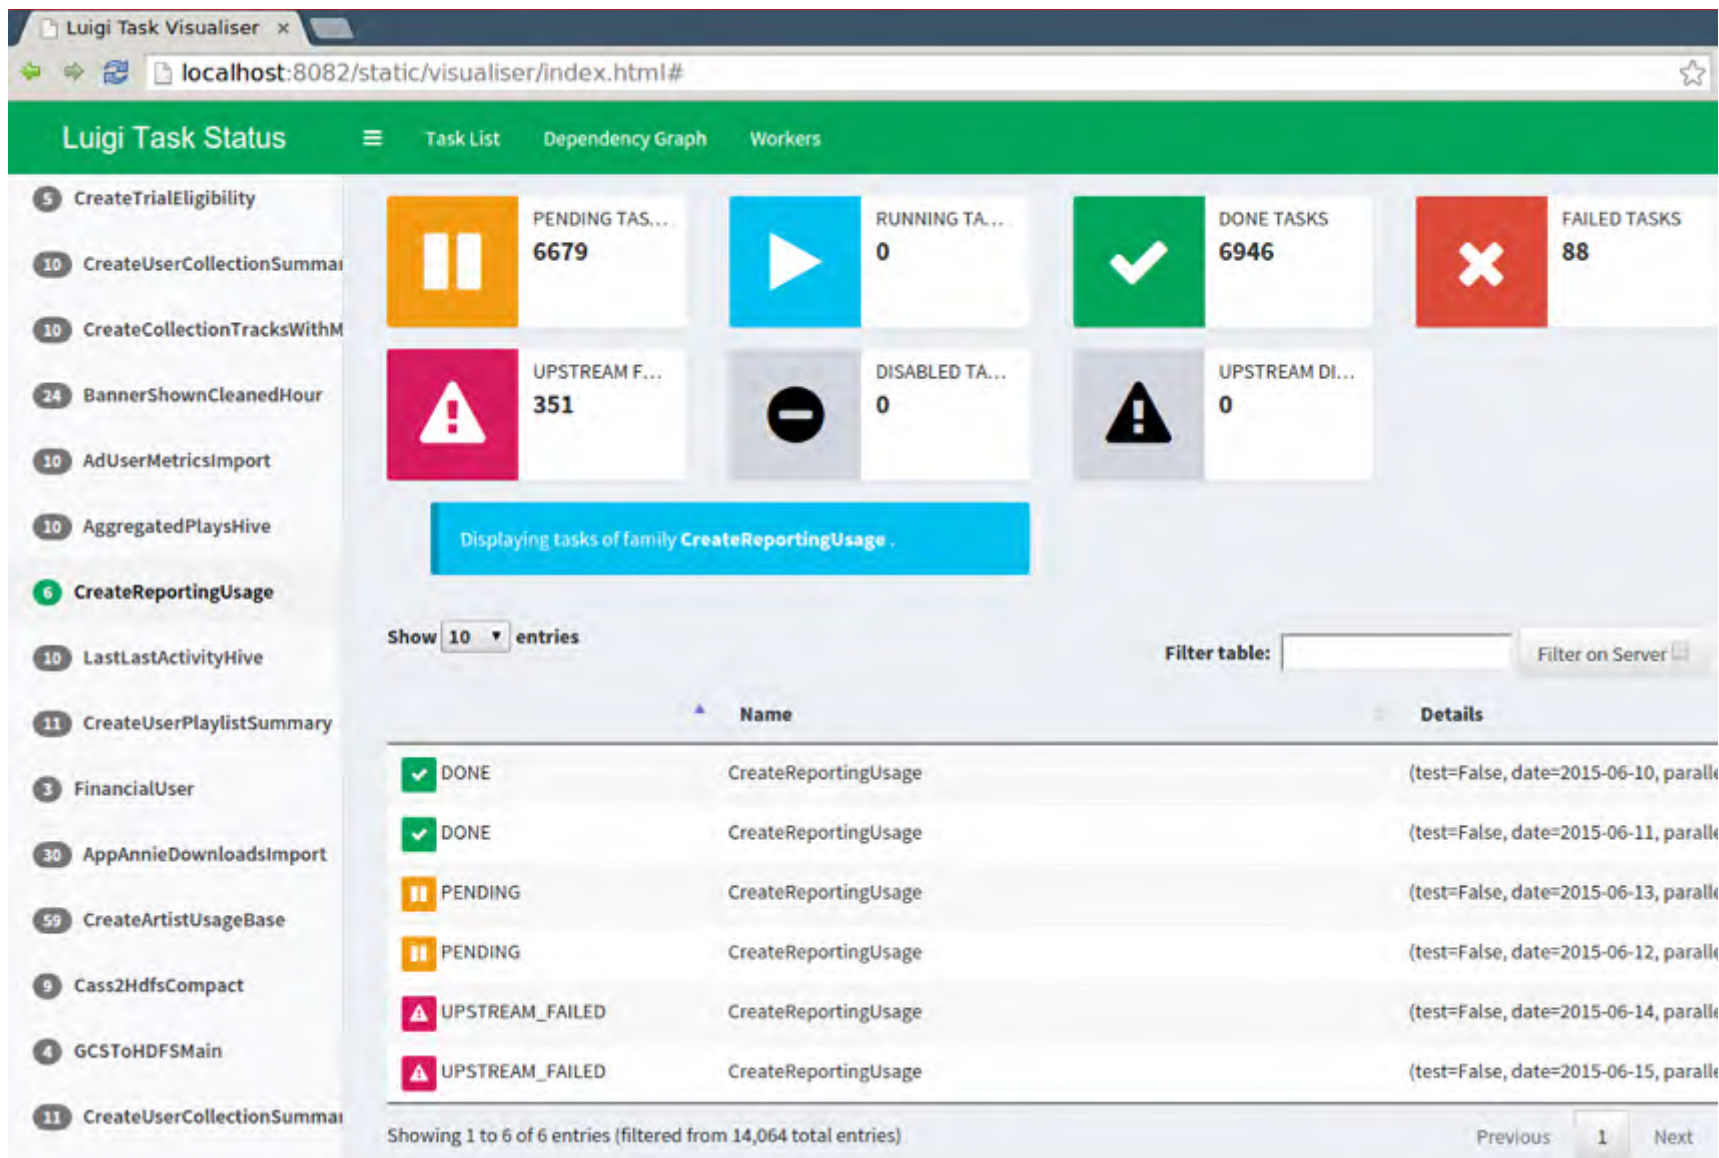 Luigi Task Visualiser ×
localhost:8082/static/visualiser/index.html#
Luigi Task Status Task List Dependency Graph Workers
5 CreateTrialEligibility
10 CreateUserCollectionSummar
10 CreateCollectionTracksWithM
24 BannerShownCleanedHour
10 AdUserMetricsImport
10 AggregatedPlaysHive
6 CreateReportingUsage
10 LastLastActivityHive
11 CreateUserPlaylistSummary
3 FinancialUser
30 AppAnnieDownloadsImport
59 CreateArtistUsageBase
9 Cass2HdfsCompact
4 GCSToHDFSMain
11 CreateUserCollectionSummar
PENDING TAS...
6679
RUNNING TA...
0
DONE TASKS
6946
FAILED TASKS
88
UPSTREAM F...
351
DISABLED TA...
0
UPSTREAM DI...
0
Displaying tasks of family CreateReportingUsage .
Show 10 entries
Filter table: Filter on Server
Name Details
DONE CreateReportingUsage (test=False, date=2015-06-10, paralle
DONE CreateReportingUsage (test=False, date=2015-06-11, paralle
PENDING CreateReportingUsage (test=False, date=2015-06-13, paralle
PENDING CreateReportingUsage (test=False, date=2015-06-12, paralle
UPSTREAM_FAILED CreateReportingUsage (test=False, date=2015-06-14, paralle
UPSTREAM_FAILED CreateReportingUsage (test=False, date=2015-06-15, paralle
Showing 1 to 6 of 6 entries (filtered from 14,064 total entries)
Previous 1 Next